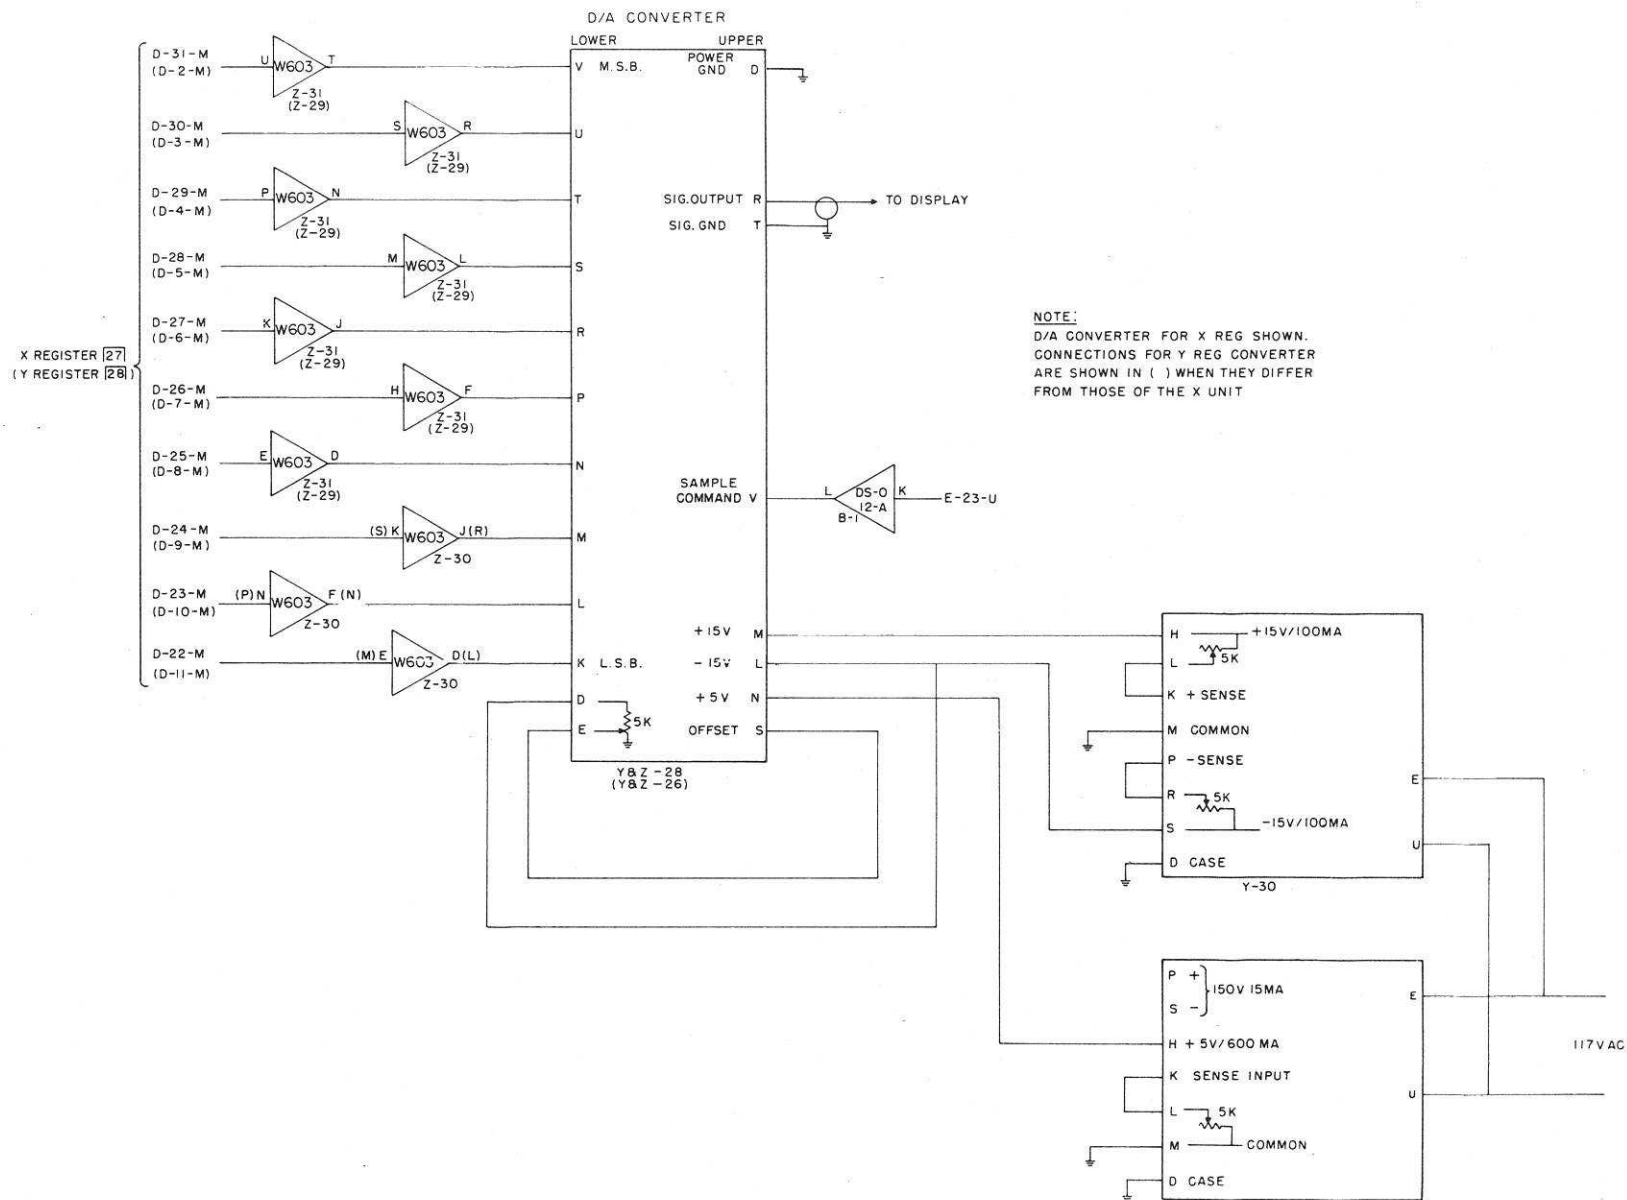 D/A CONVERTER
LOWER UPPER
D-31-M
(D-2-M)
U W603 T
Z-31
(Z-29)
V M.S.B.
POWER
GND D
D-30-M
(D-3-M)
S W603 R
Z-31
(Z-29)
U
D-29-M
(D-4-M)
P W603 N
Z-31
(Z-29)
T
SIG.OUTPUT R
TO DISPLAY
SIG. GND T
D-28-M
(D-5-M)
M W603 L
Z-31
(Z-29)
S
D-27-M
(D-6-M)
K W603 J
Z-31
(Z-29)
R
X REGISTER 27
(Y REGISTER 28)
D-26-M
(D-7-M)
H W603 F
Z-31
(Z-29)
P
D-25-M
(D-8-M)
E W603 D
Z-31
(Z-29)
N
SAMPLE
COMMAND V
L DS-0 K
12-A
B-1
E-23-U
D-24-M
(D-9-M)
(S) K W603 J(R)
Z-30
M
D-23-M
(D-10-M)
(P) N W603 F (N)
Z-30
L
D-22-M
(D-11-M)
(M) E W603 D(L)
Z-30
K L.S.B.
D
5K
E
+15V M
-15V L
+5V N
OFFSET S
Y&Z-28
(Y&Z-26)
NOTE:
D/A CONVERTER FOR X REG SHOWN.
CONNECTIONS FOR Y REG CONVERTER
ARE SHOWN IN ( ) WHEN THEY DIFFER
FROM THOSE OF THE X UNIT
H +15V/100MA
5K
L
K + SENSE
M COMMON
P -SENSE
R 5K
S -15V/100MA
D CASE
E
U
Y-30
P +
150V 15MA
S -
H + 5V/600 MA
K SENSE INPUT
L 5K
M COMMON
D CASE
E
U
117V AC